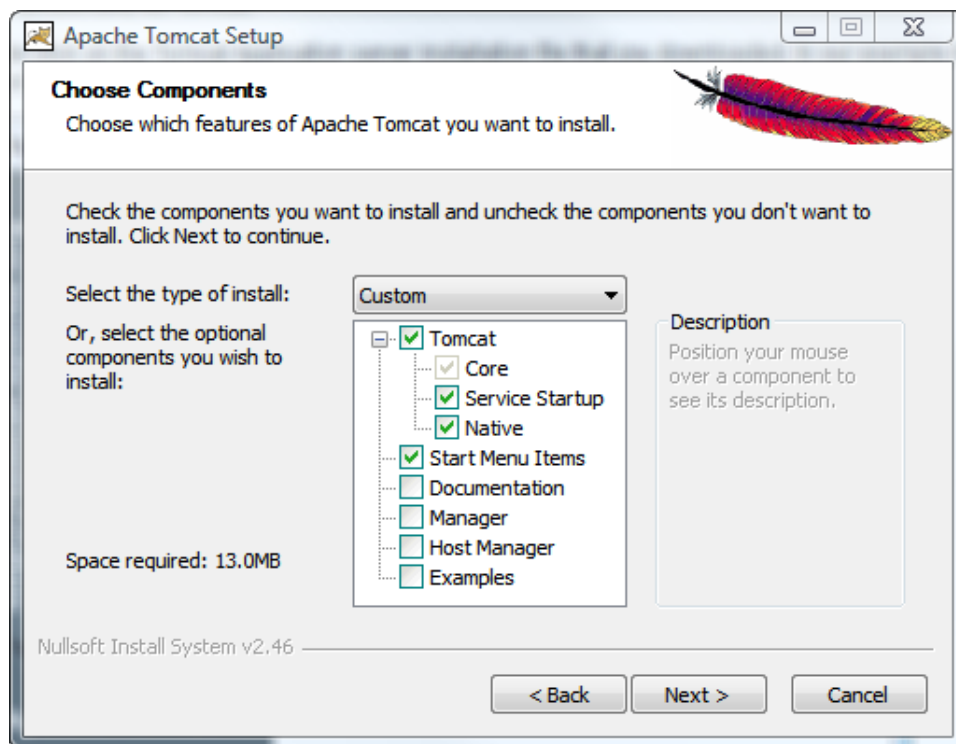 Apache Tomcat Setup
Choose Components
Choose which features of Apache Tomcat you want to install.
Check the components you want to install and uncheck the components you don't want to
install. Click Next to continue.
Select the type of install:
Custom
Or, select the optional
components you wish to
install:
Tomcat
Core
Service Startup
Native
Start Menu Items
Documentation
Manager
Host Manager
Examples
Description
Position your mouse
over a component to
see its description.
Space required: 13.0MB
Nullsoft Install System v2.46
< Back
Next >
Cancel